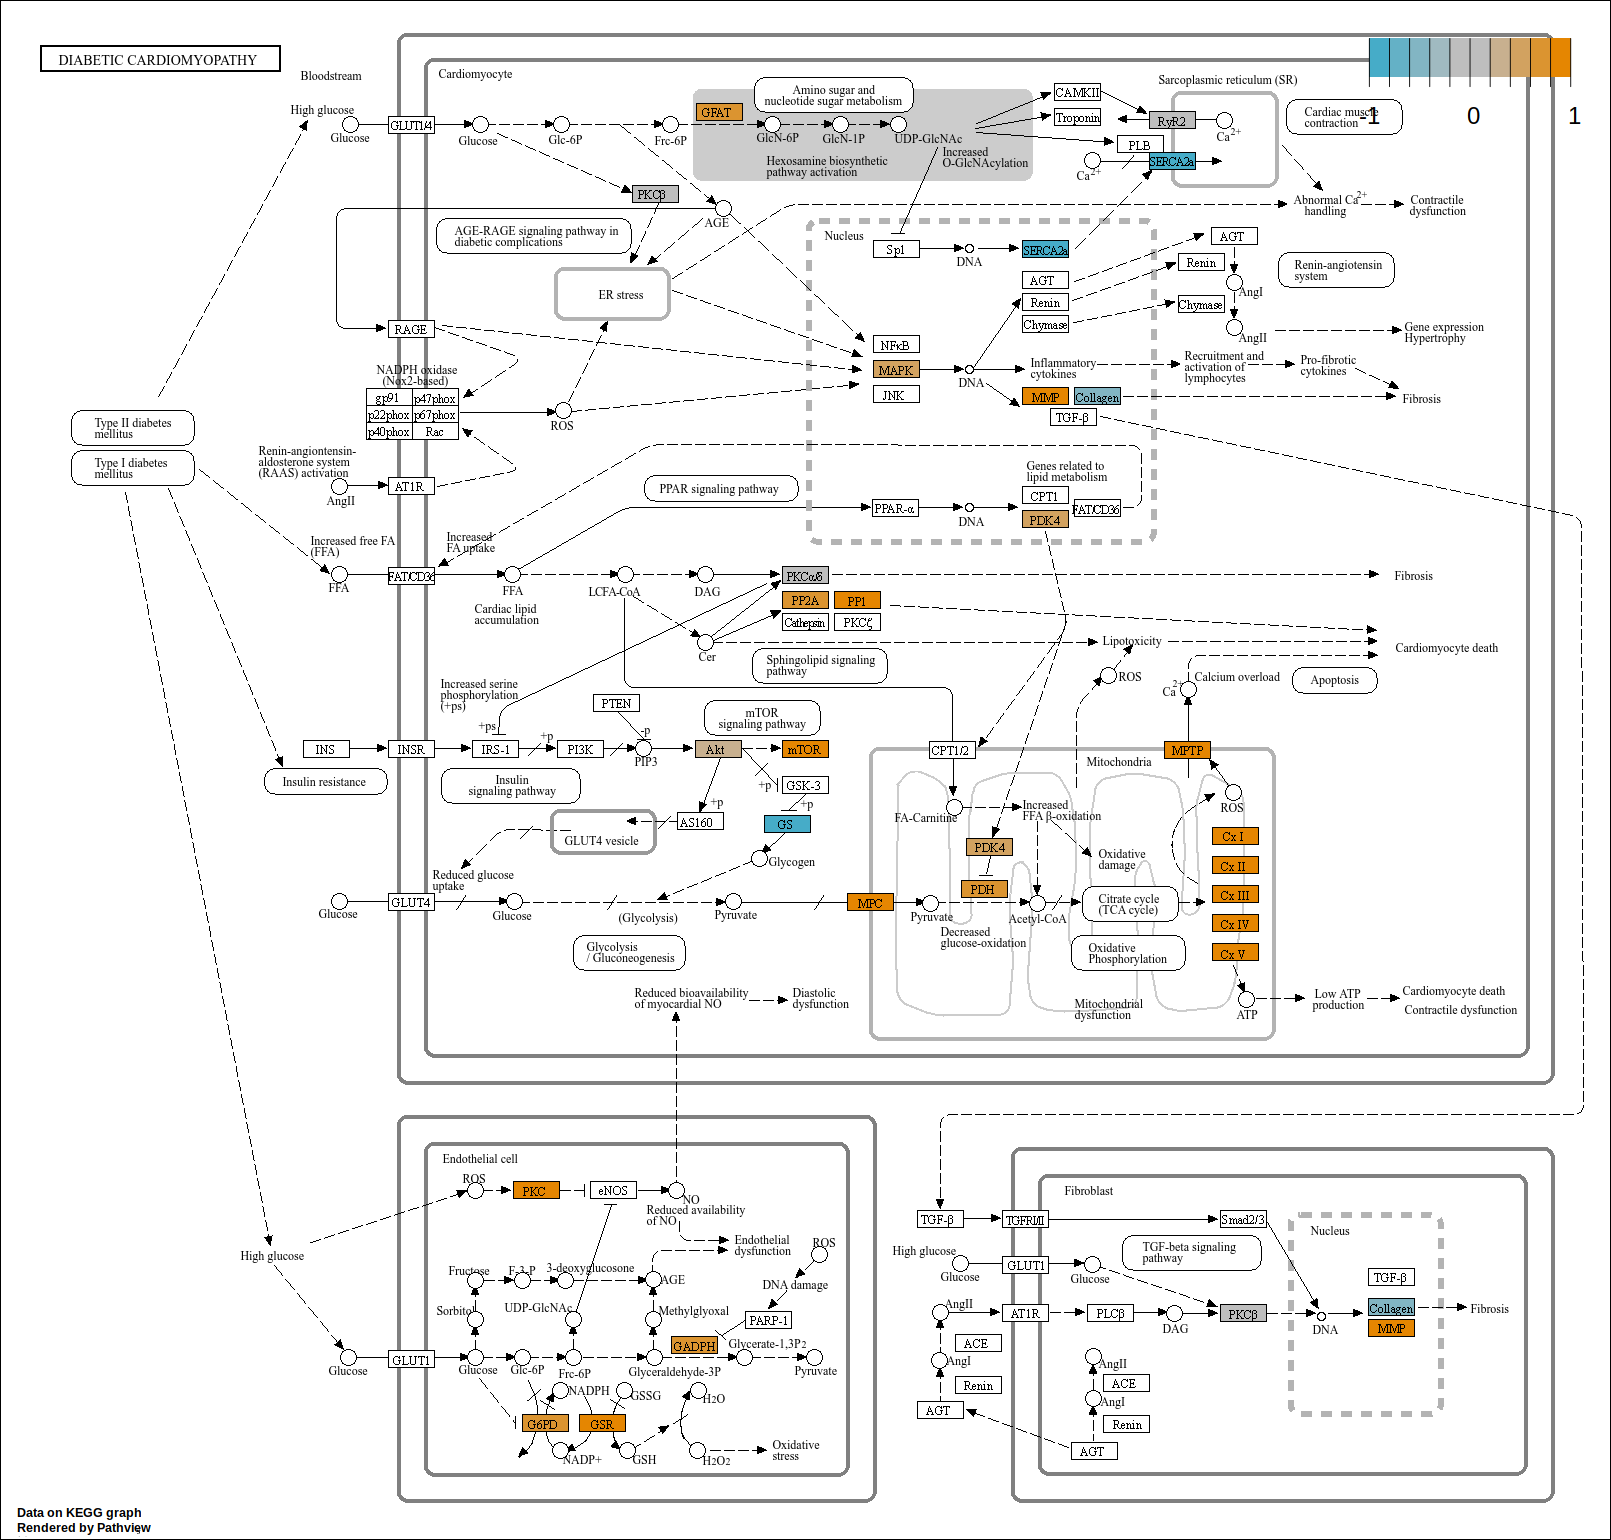 DIABETIC CARDIOMYOPATHY
Bloodstream
Cardiomyocyte
Sarcoplasmic reticulum (SR)
-1
0
1
High glucose
Glucose
GLUT1/4
Glucose
Glc-6P
Frc-6P
GFAT
Amino sugar and
nucleotide sugar metabolism
GlcN-6P
GlcN-1P
UDP-GlcNAc
Hexosamine biosynthetic
pathway activation
Increased
O-GlcNAcylation
CAMKII
Troponin
PLB
RyR2
SERCA2a
Ca2+
Ca2+
Cardiac muscle
contraction
Abnormal Ca2+
handling
Contractile
dysfunction
PKCβ
AGE
AGE-RAGE signaling pathway in
diabetic complications
ER stress
RAGE
NADPH oxidase
(Nox2-based)
gp91
p47phox
p22phox
p67phox
p40phox
Rac
ROS
Nucleus
Sp1
DNA
SERCA2a
AGT
Renin
Chymase
AGT
Renin
Chymase
AngI
AngII
Renin-angiotensin
system
Gene expression
Hypertrophy
NFκB
MAPK
JNK
DNA
Inflammatory
cytokines
Recruitment and
activation of
lymphocytes
Pro-fibrotic
cytokines
MMP
Collagen
TGF-β
Fibrosis
Type II diabetes
mellitus
Type I diabetes
mellitus
Renin-angiotensin-
aldosterone system
(RAAS) activation
AngII
AT1R
PPAR signaling pathway
PPAR-α
DNA
Genes related to
lipid metabolism
CPT1
FAT/CD36
PDK4
Increased free FA
(FFA)
FFA
FAT/CD36
Increased
FA uptake
FFA
Cardiac lipid
accumulation
LCFA-CoA
DAG
PKCα/δ
Fibrosis
PP2A
PP1
Cathepsin
PKCζ
Cer
Sphingolipid signaling
pathway
Lipotoxicity
ROS
Cardiomyocyte death
Ca2+
Calcium overload
Apoptosis
Increased serine
phosphorylation
(+ps)
+ps
INS
INSR
IRS-1
+p
PI3K
PTEN
-p
PIP3
Akt
mTOR
signaling pathway
mTOR
+p
GSK-3
+p
GS
+p
AS160
Insulin resistance
Insulin
signaling pathway
GLUT4 vesicle
Glycogen
Reduced glucose
uptake
Glucose
GLUT4
Glucose
(Glycolysis)
Pyruvate
Glycolysis
/ Gluconeogenesis
MPC
Pyruvate
CPT1/2
Mitochondria
MPTP
FA-Carnitine
Increased
FFA β-oxidation
Oxidative
damage
PDK4
PDH
Acetyl-CoA
Decreased
glucose-oxidation
Citrate cycle
(TCA cycle)
Oxidative
Phosphorylation
Mitochondrial
dysfunction
ROS
Cx I
Cx II
Cx III
Cx IV
Cx V
ATP
Low ATP
production
Cardiomyocyte death
Contractile dysfunction
Reduced bioavailability
of myocardial NO
Diastolic
dysfunction
Endothelial cell
ROS
PKC
eNOS
NO
Reduced availability
of NO
Endothelial
dysfunction
ROS
DNA damage
PARP-1
High glucose
Fructose
F-3-P
3-deoxyglucosone
AGE
Sorbitol
UDP-GlcNAc
Methylglyoxal
GADPH
Glycerate-1,3P2
Glucose
GLUT1
Glucose
Glc-6P
Frc-6P
Glyceraldehyde-3P
Pyruvate
NADPH
GSSG
H2O
G6PD
GSR
NADP+
GSH
H2O2
Oxidative
stress
Fibroblast
TGF-β
TGFRI/II
Smad2/3
Nucleus
TGF-beta signaling
pathway
High glucose
Glucose
GLUT1
Glucose
AngII
AT1R
PLCβ
DAG
PKCβ
DNA
TGF-β
Collagen
MMP
Fibrosis
ACE
AngI
Renin
AGT
AngII
ACE
AngI
Renin
AGT
Data on KEGG graph
Rendered by Pathview